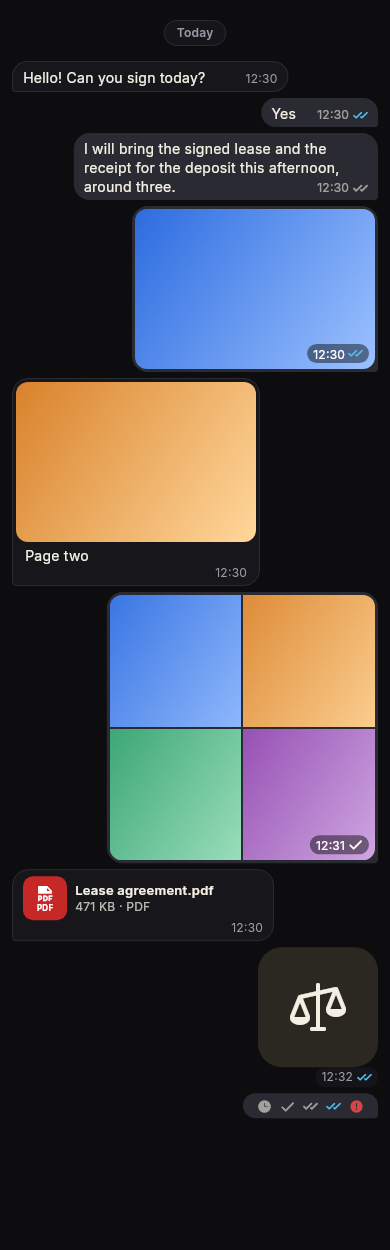 Today
Hello! Can you sign today? 12:30
Yes 12:30
I will bring the signed lease and the
receipt for the deposit this afternoon,
around three. 12:30
12:30
Page two
12:30
12:31
PDF
PDF
Lease agreement.pdf
471 KB · PDF
12:30
12:32